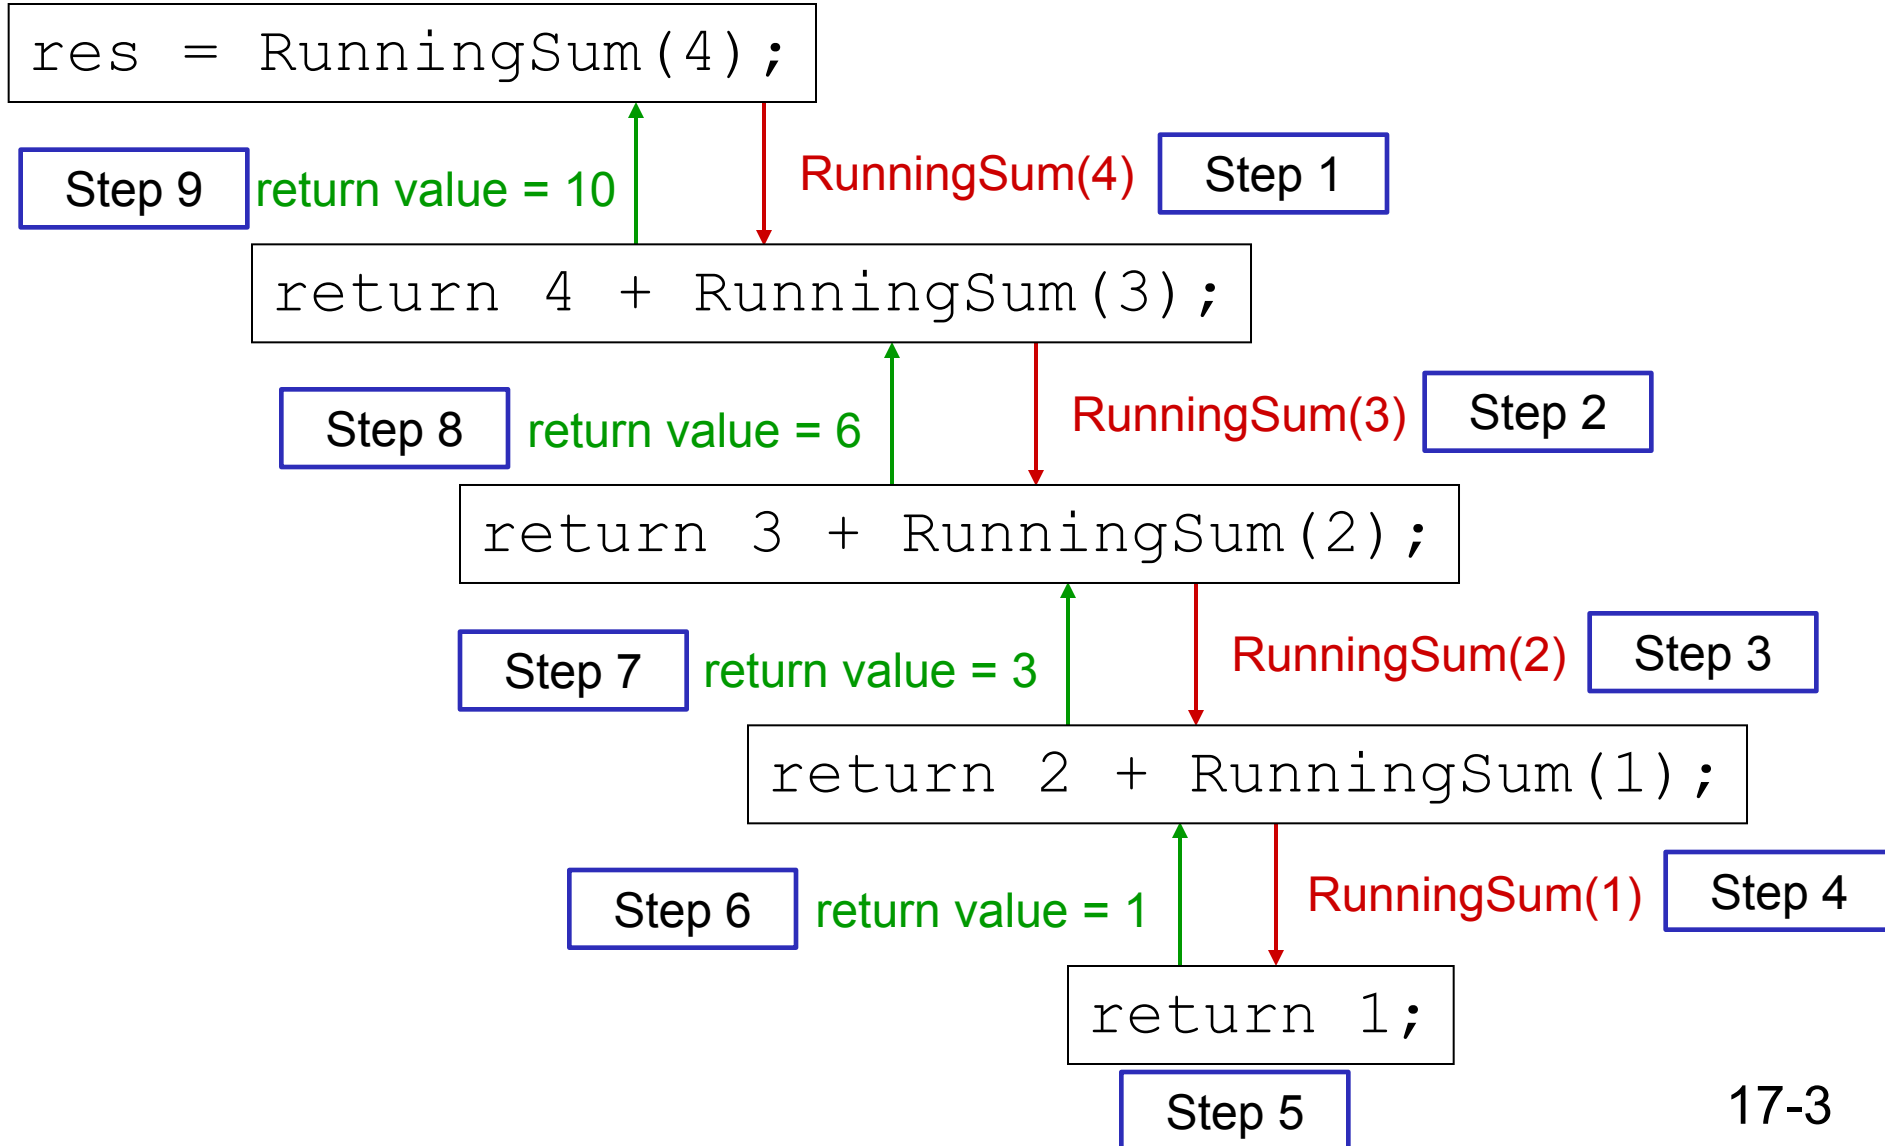 res = RunningSum(4);
Step 9 return value = 10 RunningSum(4) Step 1
return 4 + RunningSum(3);
Step 8 return value = 6 RunningSum(3) Step 2
return 3 + RunningSum(2);
Step 7 return value = 3 RunningSum(2) Step 3
return 2 + RunningSum(1);
Step 6 return value = 1 RunningSum(1) Step 4
return 1;
Step 5
17-3